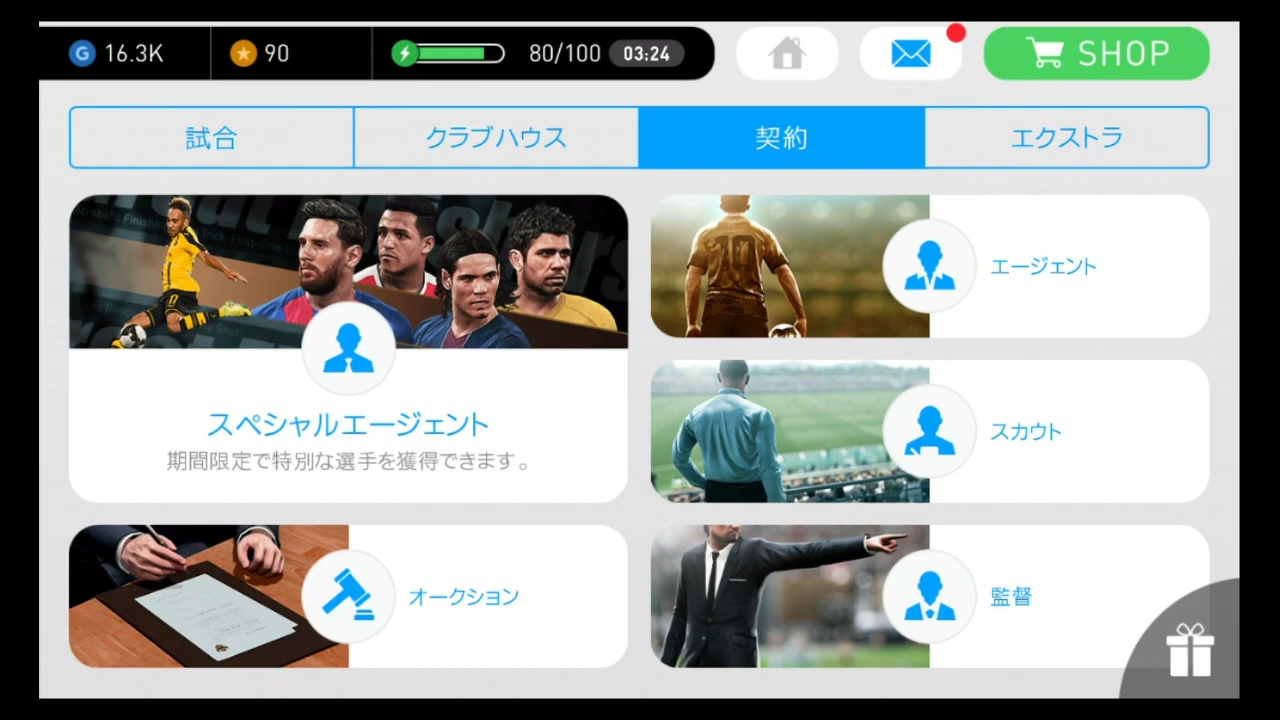 G 16.3K 90 80/100 03:24 SHOP
試合 クラブハウス 契約 エクストラ
スペシャルエージェント
期間限定で特別な選手を獲得できます。
エージェント
10
スカウト
オークション
監督